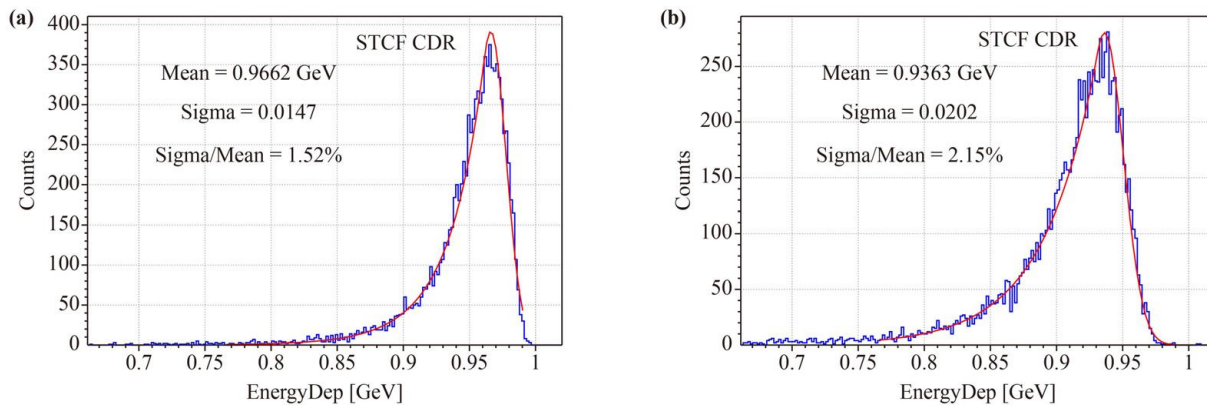 (a)
400
350
300
250
200
150
100
50
0
Counts
STCF CDR
Mean = 0.9662 GeV
Sigma = 0.0147
Sigma/Mean = 1.52%
0.7 0.75 0.8 0.85 0.9 0.95 1
EnergyDep [GeV]
(b)
250
200
150
100
50
0
Counts
STCF CDR
Mean = 0.9363 GeV
Sigma = 0.0202
Sigma/Mean = 2.15%
0.7 0.75 0.8 0.85 0.9 0.95 1
EnergyDep [GeV]